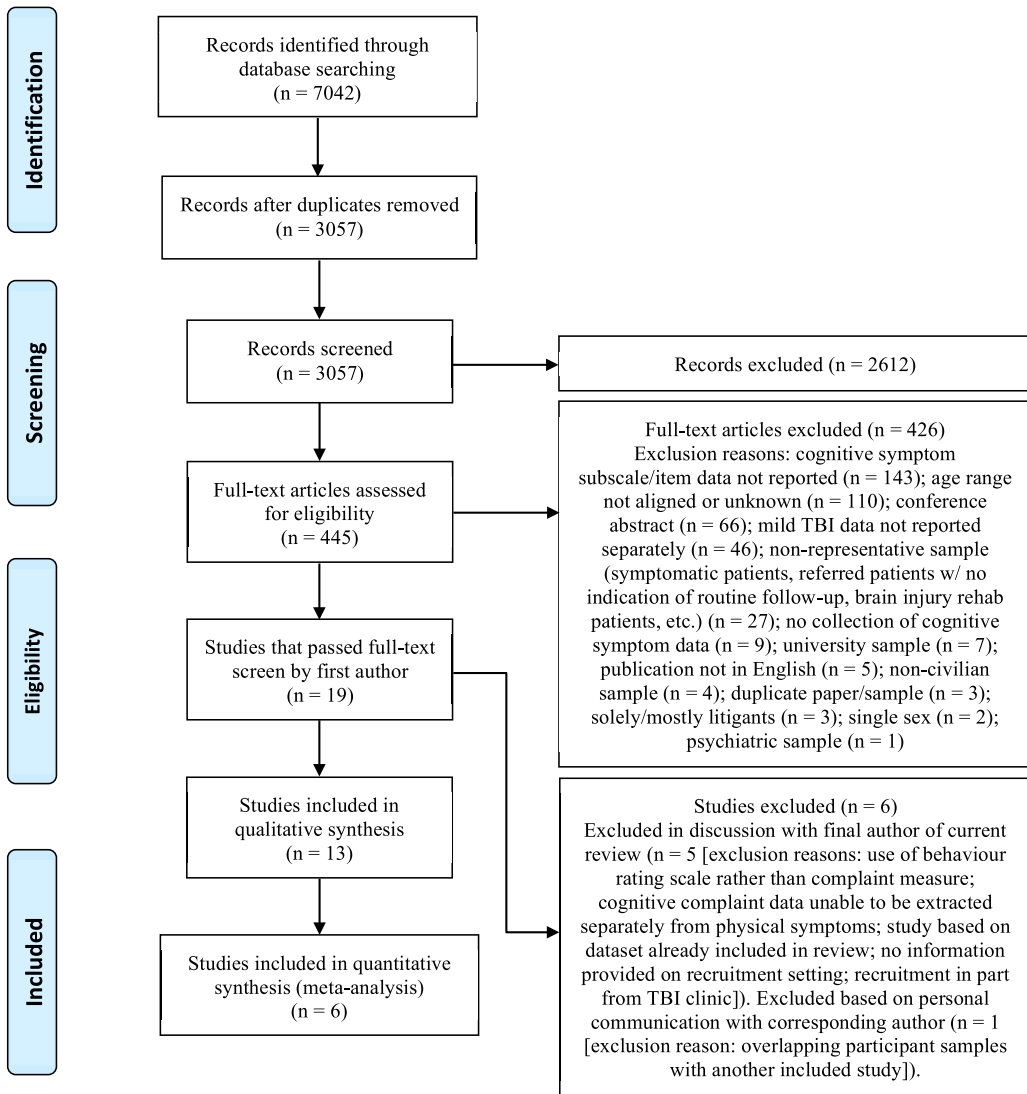 Identification
Records identified through
database searching
(n = 7042)
Records after duplicates removed
(n = 3057)
Screening
Records screened
(n = 3057)
Records excluded (n = 2612)
Full-text articles assessed
for eligibility
(n = 445)
Full-text articles excluded (n = 426)
Exclusion reasons: cognitive symptom
subscale/item data not reported (n = 143); age range
not aligned or unknown (n = 110); conference
abstract (n = 66); mild TBI data not reported
separately (n = 46); non-representative sample
(symptomatic patients, referred patients w/ no
indication of routine follow-up, brain injury rehab
patients, etc.) (n = 27); no collection of cognitive
symptom data (n = 9); university sample (n = 7);
publication not in English (n = 5); non-civilian
sample (n = 4); duplicate paper/sample (n = 3);
solely/mostly litigants (n = 3); single sex (n = 2);
psychiatric sample (n = 1)
Eligibility
Studies that passed full-text
screen by first author
(n = 19)
Studies included in
qualitative synthesis
(n = 13)
Studies excluded (n = 6)
Excluded in discussion with final author of current
review (n = 5 [exclusion reasons: use of behaviour
rating scale rather than complaint measure;
cognitive complaint data unable to be extracted
separately from physical symptoms; study based on
dataset already included in review; no information
provided on recruitment setting; recruitment in part
from TBI clinic]). Excluded based on personal
communication with corresponding author (n = 1
[exclusion reason: overlapping participant samples
with another included study]).
Included
Studies included in quantitative
synthesis (meta-analysis)
(n = 6)